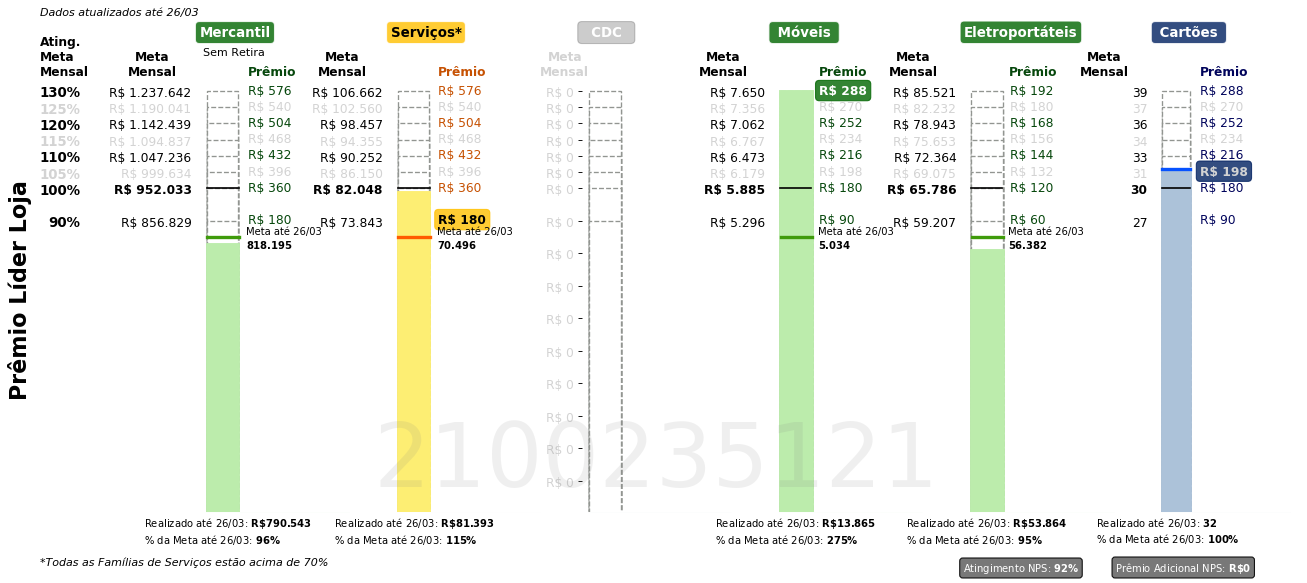 Dados atualizados até 26/03
Mercantil Serviços* CDC Móveis Eletroportáteis Cartões
Sem Retira
Ating. Meta Mensal Meta Mensal Prêmio Meta Mensal Prêmio Meta Mensal Meta Mensal Prêmio Meta Mensal Prêmio Meta Mensal Prêmio
130% R$ 1.237.642 R$ 576 R$ 106.662 R$ 576 R$ 0 R$ 7.650 R$ 288 R$ 85.521 R$ 192 39 R$ 288
125% R$ 1.190.041 R$ 540 R$ 102.560 R$ 540 R$ 0 R$ 7.356 R$ 270 R$ 82.232 R$ 180 37 R$ 270
120% R$ 1.142.439 R$ 504 R$ 98.457 R$ 504 R$ 0 R$ 7.062 R$ 252 R$ 78.943 R$ 168 36 R$ 252
115% R$ 1.094.837 R$ 468 R$ 94.355 R$ 468 R$ 0 R$ 6.767 R$ 234 R$ 75.653 R$ 156 34 R$ 234
110% R$ 1.047.236 R$ 432 R$ 90.252 R$ 432 R$ 0 R$ 6.473 R$ 216 R$ 72.364 R$ 144 33 R$ 216
105% R$ 999.634 R$ 396 R$ 86.150 R$ 396 R$ 0 R$ 6.179 R$ 198 R$ 69.075 R$ 132 31 R$ 198
100% R$ 952.033 R$ 360 R$ 82.048 R$ 360 R$ 0 R$ 5.885 R$ 180 R$ 65.786 R$ 120 30 R$ 180
90% R$ 856.829 R$ 180 R$ 73.843 R$ 180 R$ 0 R$ 5.296 R$ 90 R$ 59.207 R$ 60 27 R$ 90
Meta até 26/03 Meta até 26/03 Meta até 26/03 Meta até 26/03
818.195 70.496 5.034 56.382
R$ 0
R$ 0
R$ 0
R$ 0
R$ 0
R$ 0
R$ 0
R$ 0
Prêmio Líder Loja
2100235121
Realizado até 26/03: R$790.543 Realizado até 26/03: R$81.393 Realizado até 26/03: R$13.865 Realizado até 26/03: R$53.864 Realizado até 26/03: 32
% da Meta até 26/03: 96% % da Meta até 26/03: 115% % da Meta até 26/03: 275% % da Meta até 26/03: 95% % da Meta até 26/03: 100%
*Todas as Famílias de Serviços estão acima de 70%
Atingimento NPS: 92% Prêmio Adicional NPS: R$0